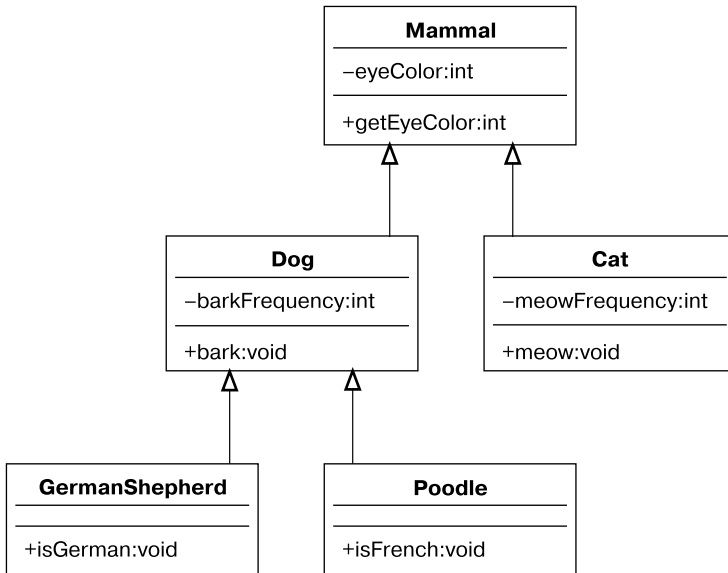 Mammal
–eyeColor:int
+getEyeColor:int
Dog
–barkFrequency:int
+bark:void
Cat
–meowFrequency:int
+meow:void
GermanShepherd
+isGerman:void
Poodle
+isFrench:void